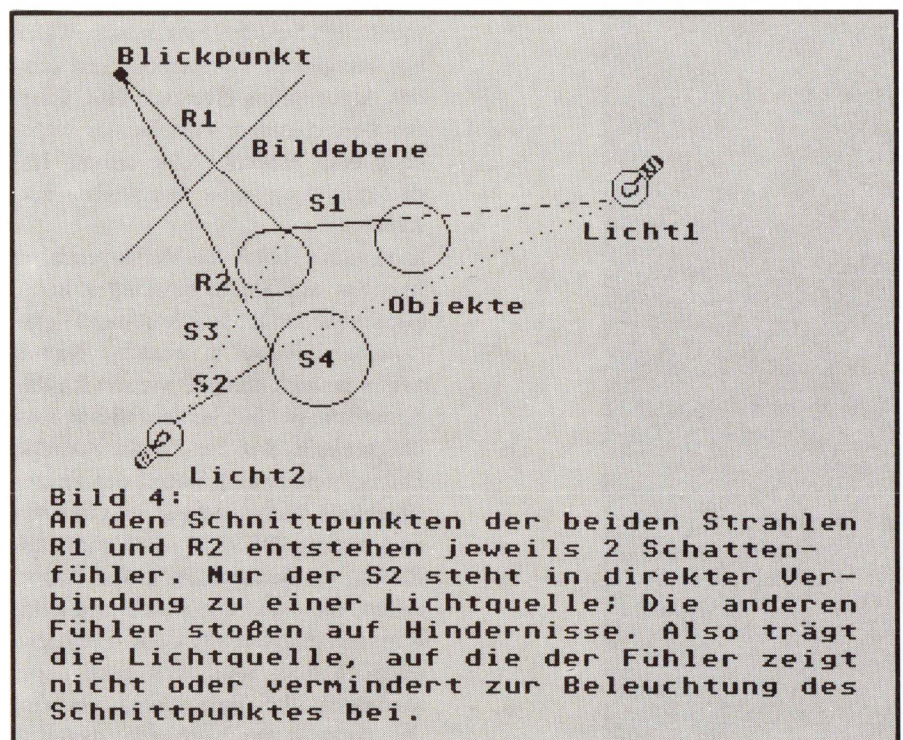 Blickpunkt
R1
Bildebene
S1
Licht1
R2
Objekte
S3
S4
S2
Licht2
Bild 4:
An den Schnittpunkten der beiden Strahlen
R1 und R2 entstehen jeweils 2 Schatten-
fühler. Nur der S2 steht in direkter Ver-
bindung zu einer Lichtquelle; Die anderen
Fühler stoßen auf Hindernisse. Also trägt
die Lichtquelle, auf die der Fühler zeigt
nicht oder vermindert zur Beleuchtung des
Schnittpunktes bei.